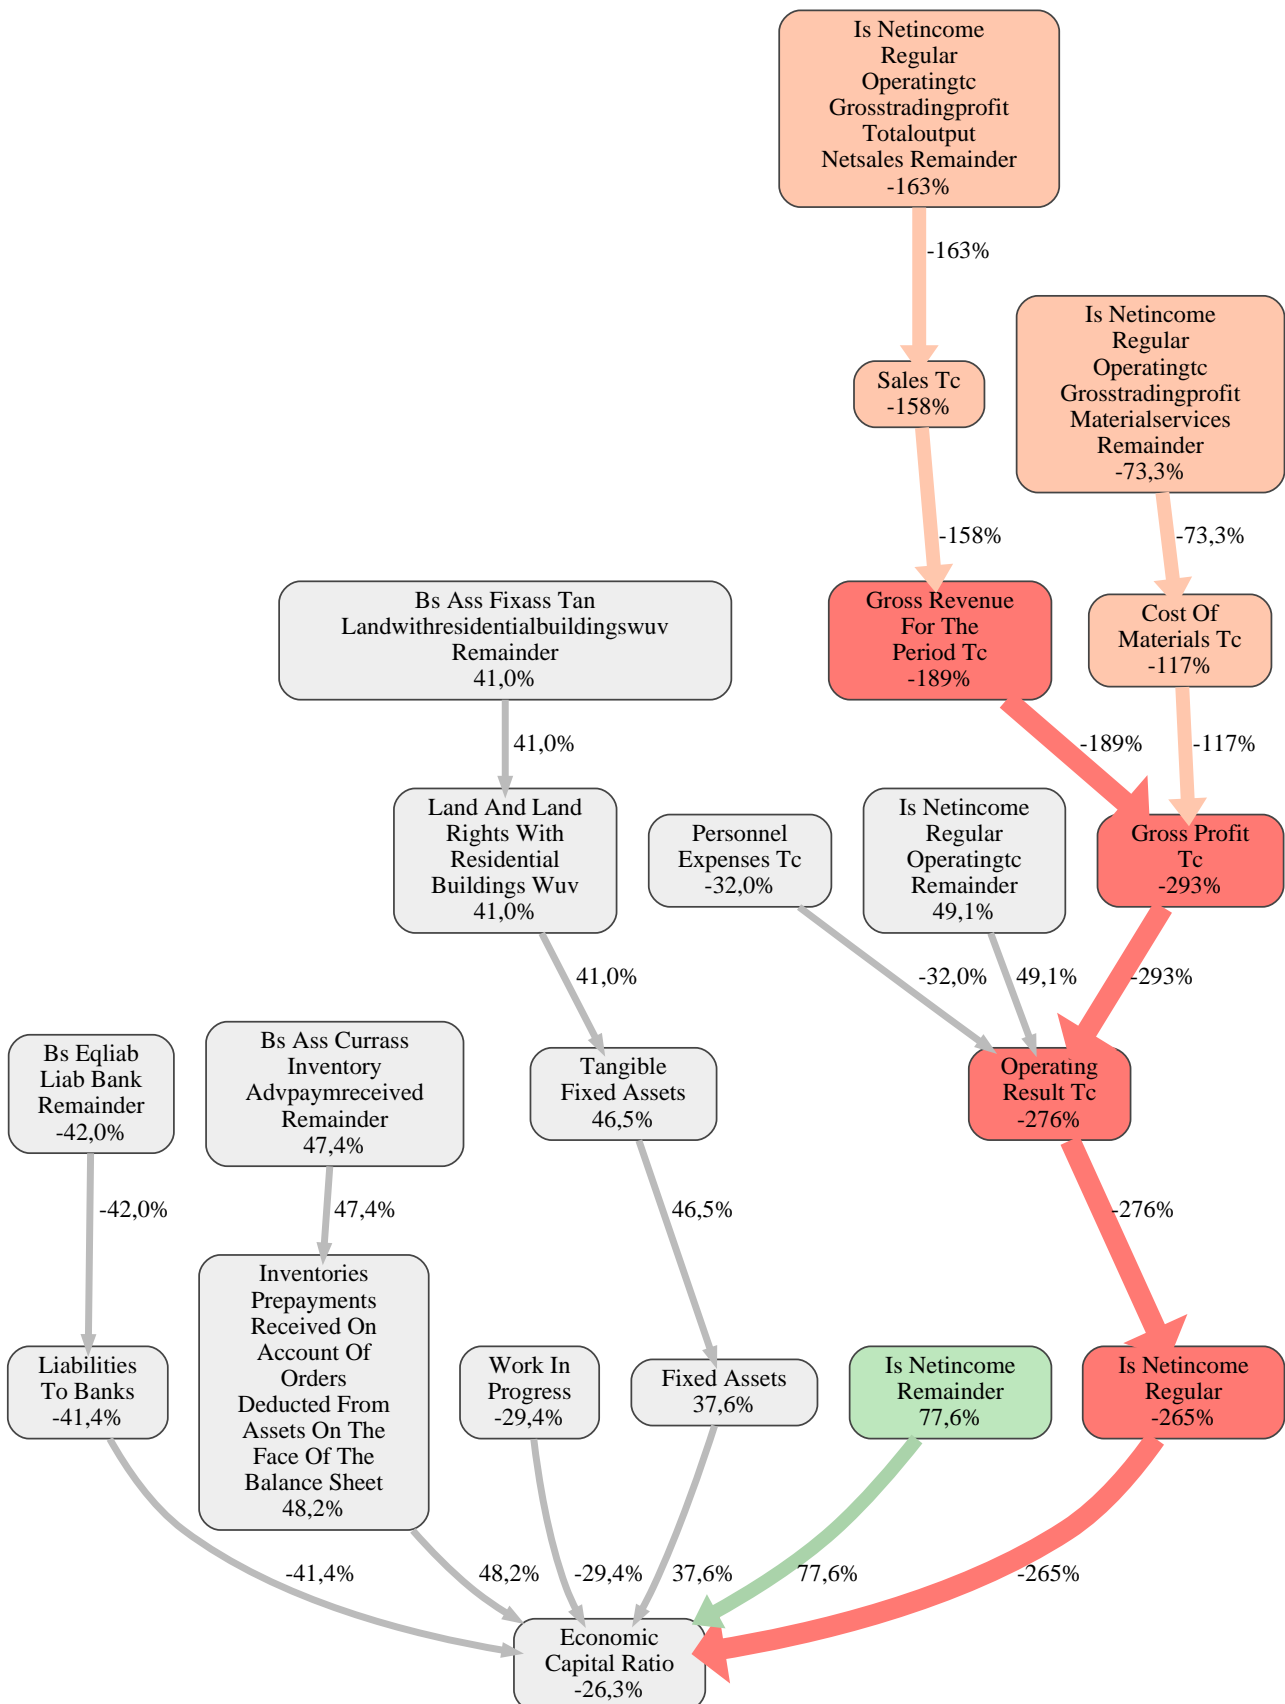 Is Netincome
Regular
Operatingtc
Grosstradingprofit
Totaloutput
Netsales Remainder
-163%
-163%
Is Netincome
Regular
Operatingtc
Grosstradingprofit
Materialservices
Remainder
-73,3%
Sales Tc
-158%
-158%
-73,3%
Bs Ass Fixass Tan
Landwithresidentialbuildingswuv
Remainder
41,0%
Gross Revenue
For The
Period Tc
-189%
Cost Of
Materials Tc
-117%
41,0%
-189%
-117%
Land And Land
Rights With
Residential
Buildings Wuv
41,0%
Personnel
Expenses Tc
-32,0%
Is Netincome
Regular
Operatingtc
Remainder
49,1%
Gross Profit
Tc
-293%
41,0%
-32,0%
49,1%
-293%
Bs Eqliab
Liab Bank
Remainder
-42,0%
Bs Ass Currass
Inventory
Advpaymreceived
Remainder
47,4%
Tangible
Fixed Assets
46,5%
Operating
Result Tc
-276%
-42,0%
47,4%
46,5%
-276%
Liabilities
To Banks
-41,4%
Inventories
Prepayments
Received On
Account Of
Orders
Deducted From
Assets On The
Face Of The
Balance Sheet
48,2%
Work In
Progress
-29,4%
Fixed Assets
37,6%
Is Netincome
Remainder
77,6%
Is Netincome
Regular
-265%
-41,4%
48,2%
-29,4%
37,6%
77,6%
-265%
Economic
Capital Ratio
-26,3%